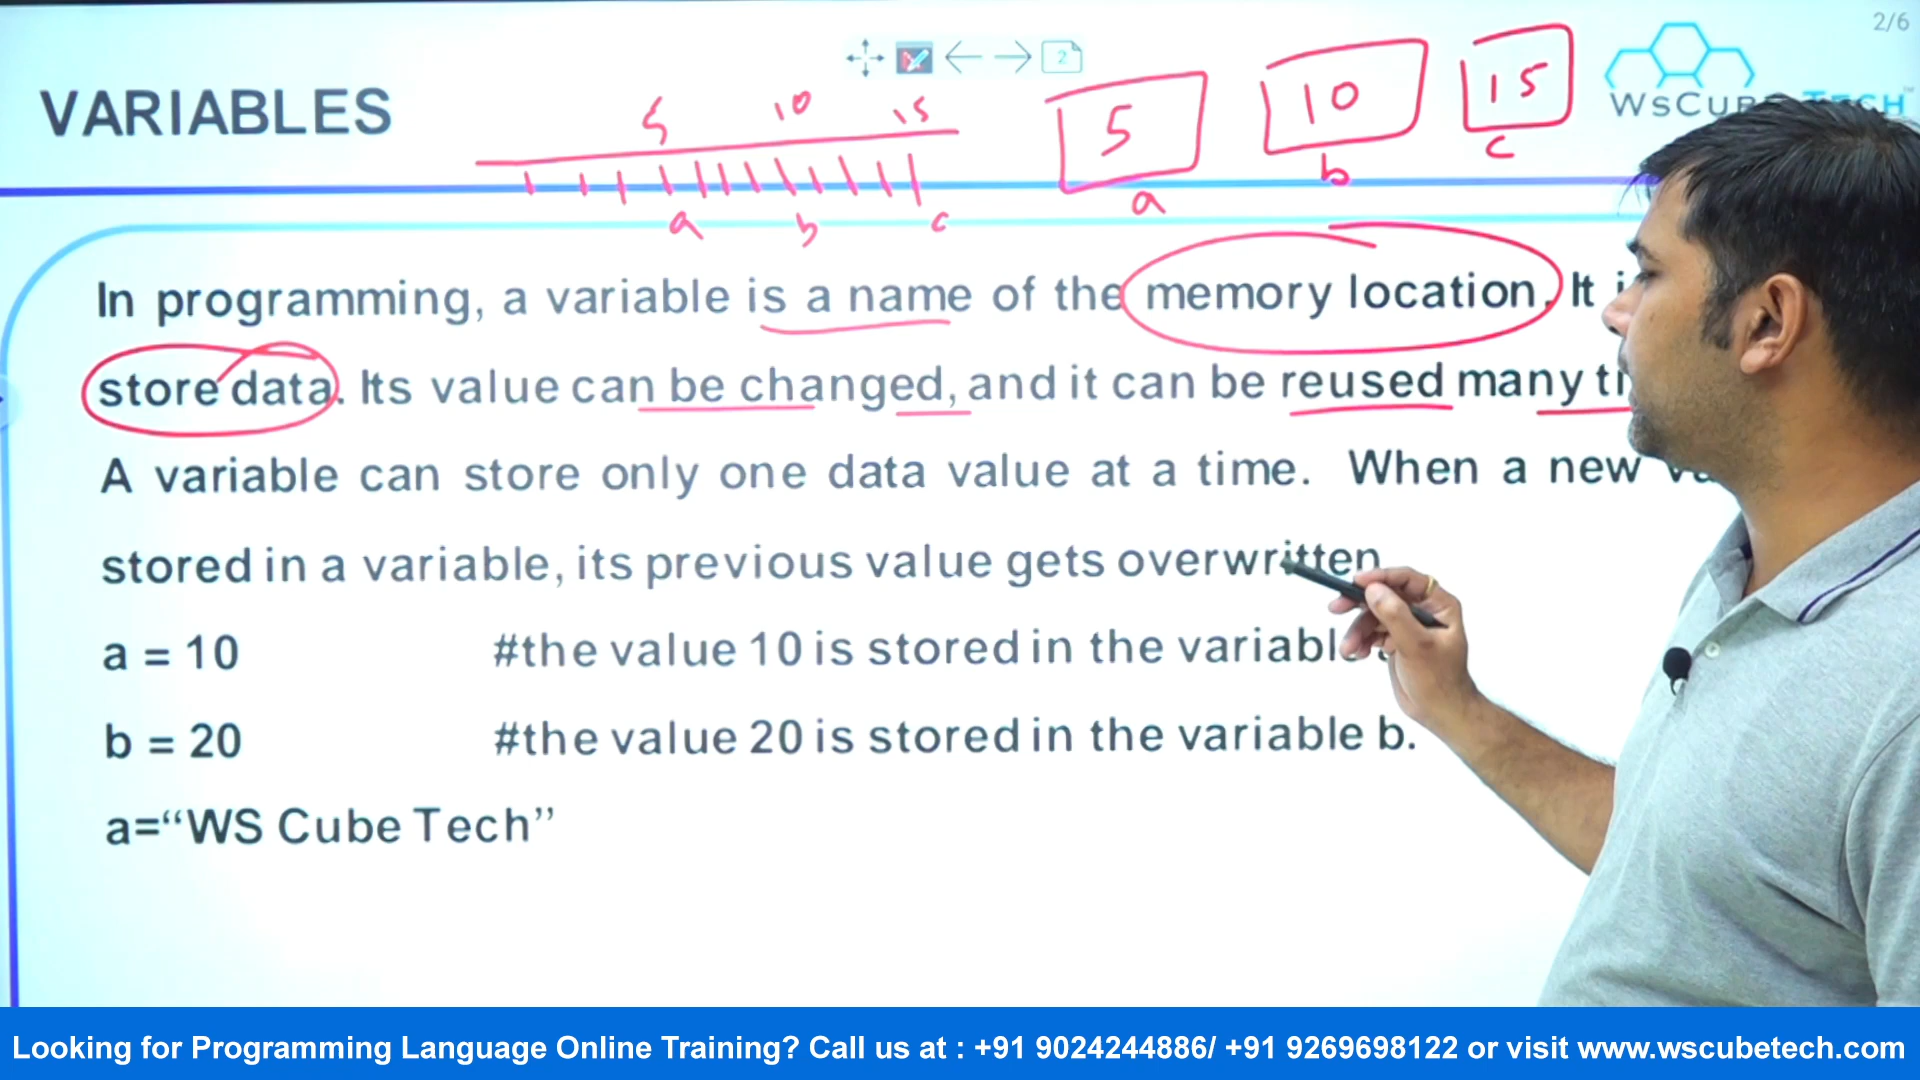 2/6
VARIABLES
2
5 10 15
5 10 15
a b c
a b c
WsCube Tech
In programming, a variable is a name of the memory location. It
store data. Its value can be changed, and it can be reused many
A variable can store only one data value at a time. When a new
stored in a variable, its previous value gets overwritten
a = 10 #the value 10 is stored in the variable
b = 20 #the value 20 is stored in the variable b.
a=“WS Cube Tech”
Looking for Programming Language Online Training? Call us at : +91 9024244886/ +91 9269698122 or visit www.wscubetech.com